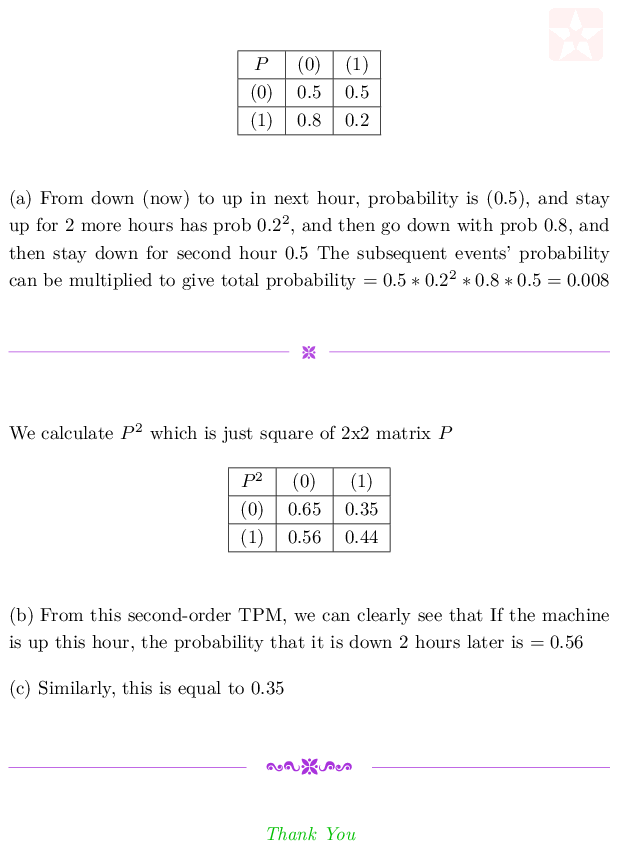 P (0) (1)
(0) 0.5 0.5
(1) 0.8 0.2
(a) From down (now) to up in next hour, probability is (0.5), and stay
up for 2 more hours has prob 0.2², and then go down with prob 0.8, and
then stay down for second hour 0.5 The subsequent events' probability
can be multiplied to give total probability = 0.5 ∗ 0.2² ∗ 0.8 ∗ 0.5 = 0.008
We calculate P² which is just square of 2x2 matrix P
P² (0) (1)
(0) 0.65 0.35
(1) 0.56 0.44
(b) From this second-order TPM, we can clearly see that If the machine
is up this hour, the probability that it is down 2 hours later is = 0.56
(c) Similarly, this is equal to 0.35
Thank You